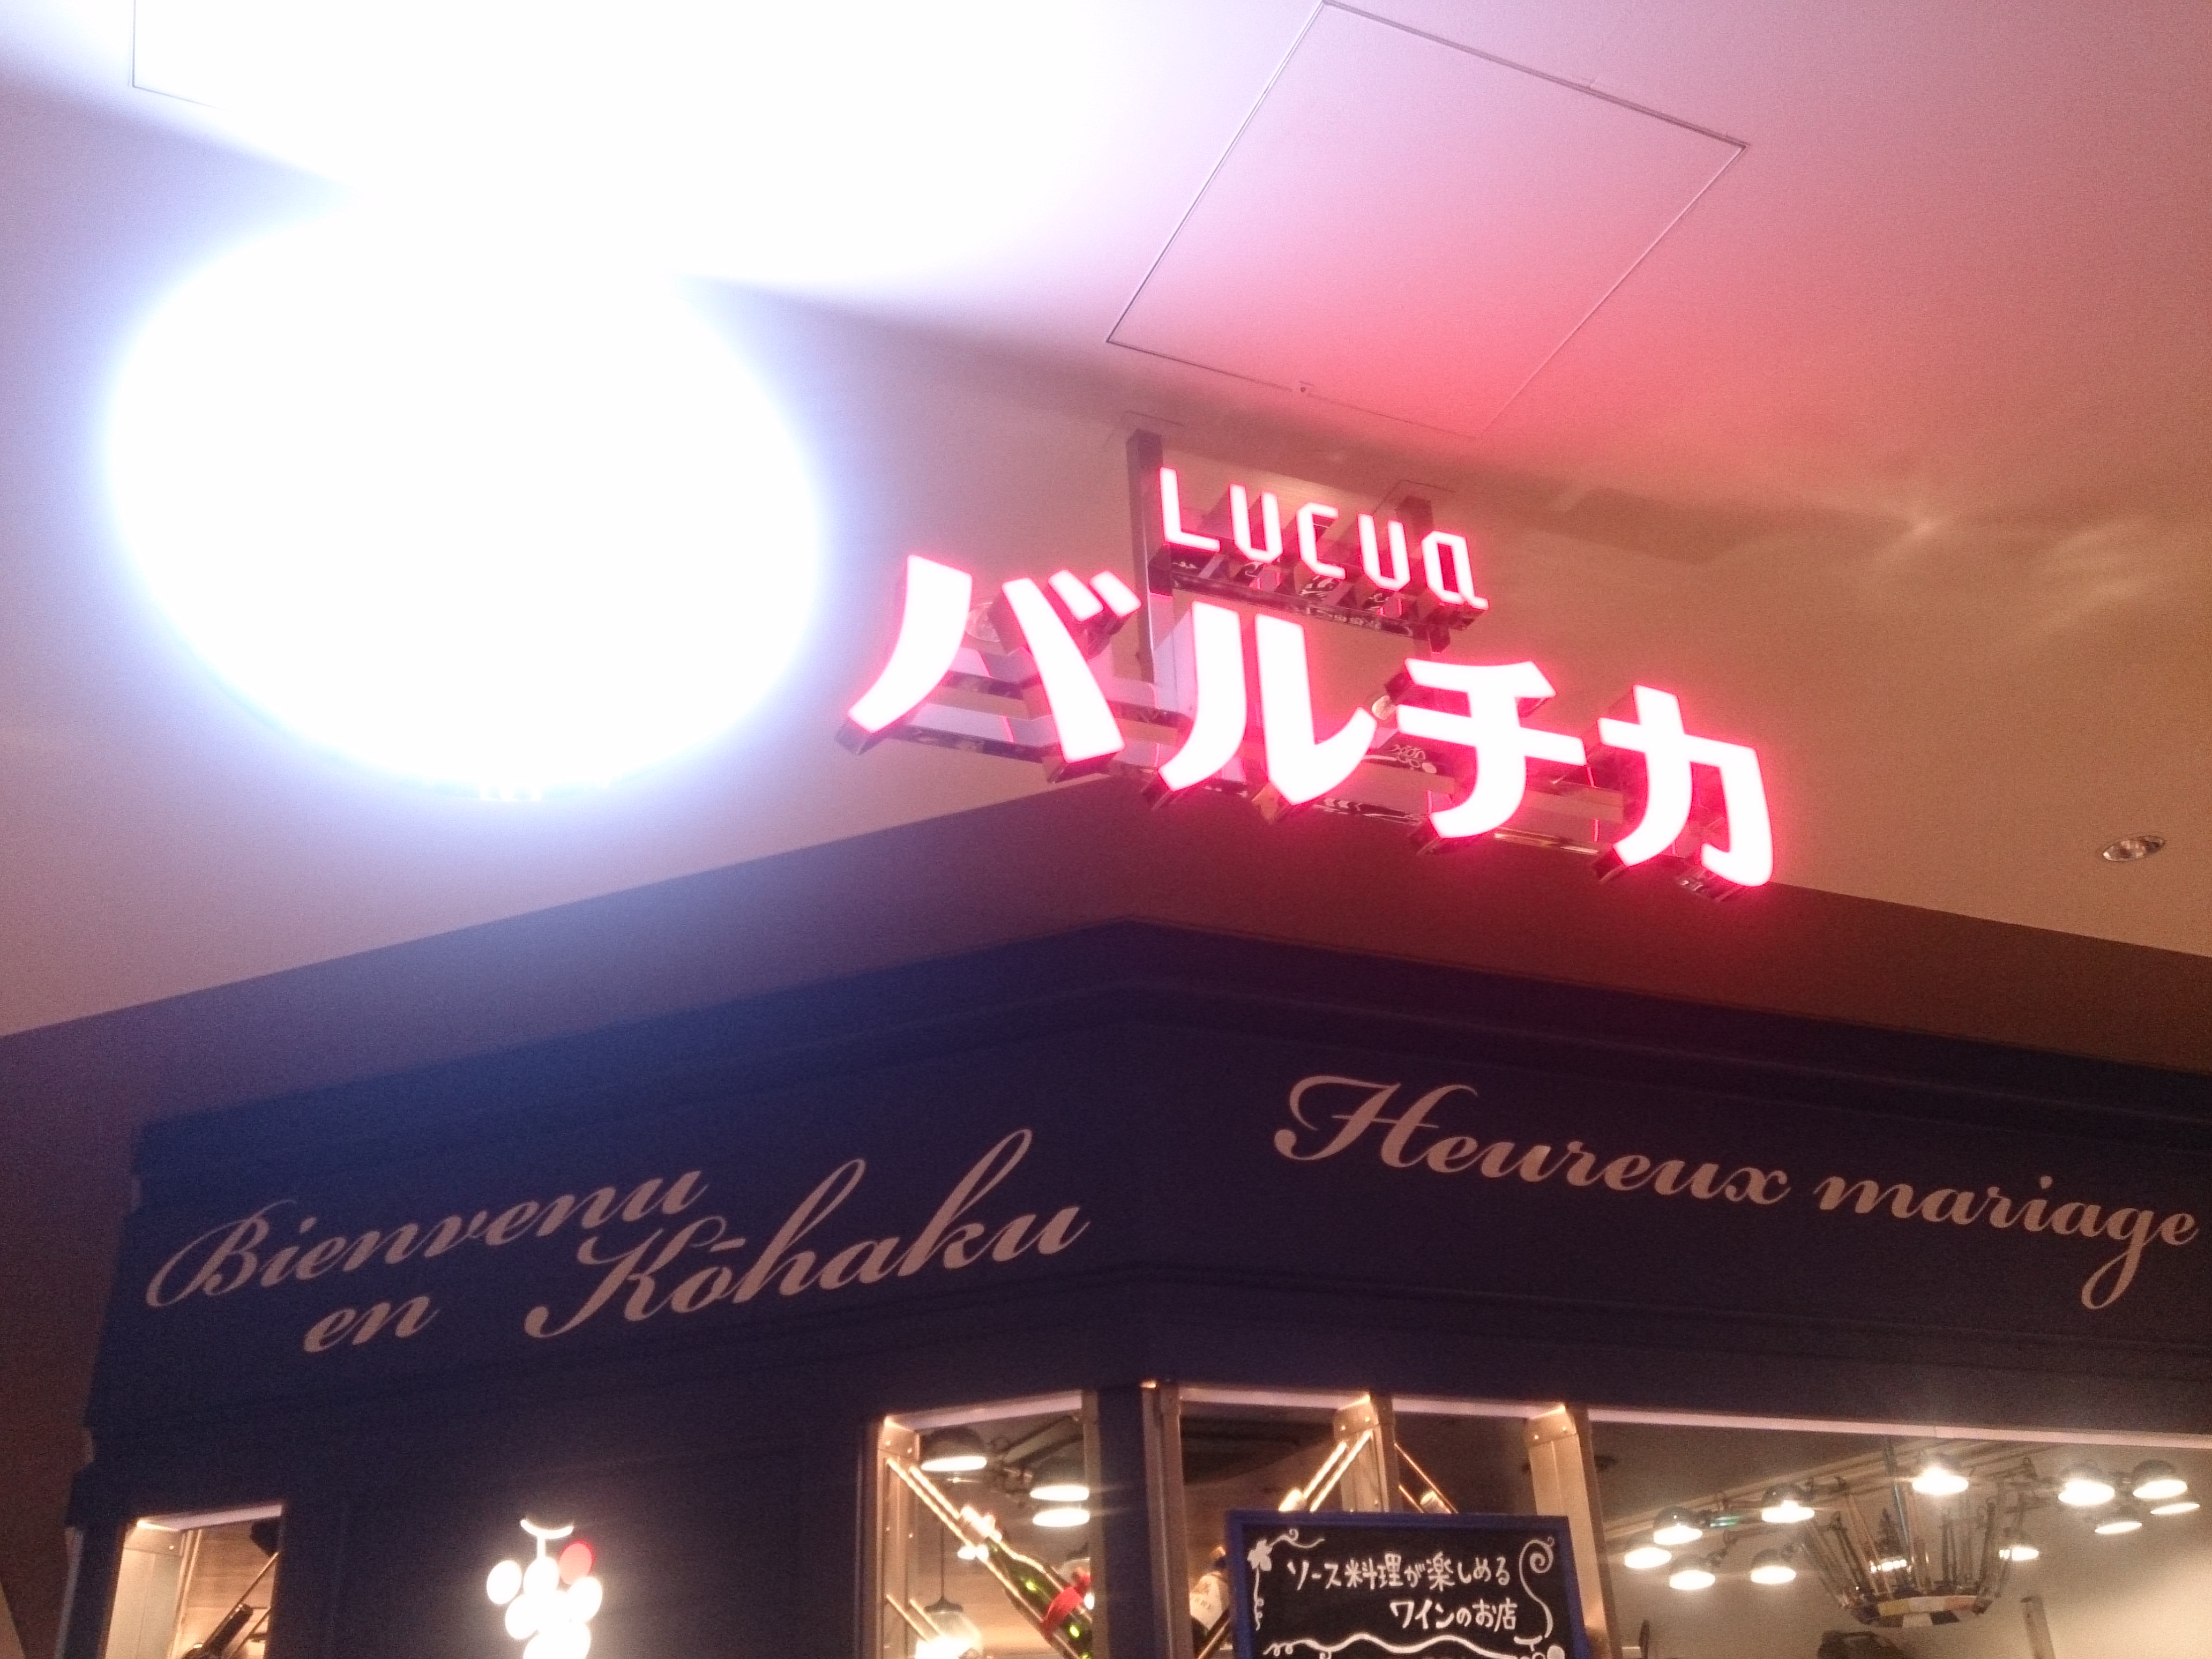 LUCUA
バルチカ
Bienvenu
en Kōhaku
Heureux mariage
ソース料理が楽しめる
ワインのお店